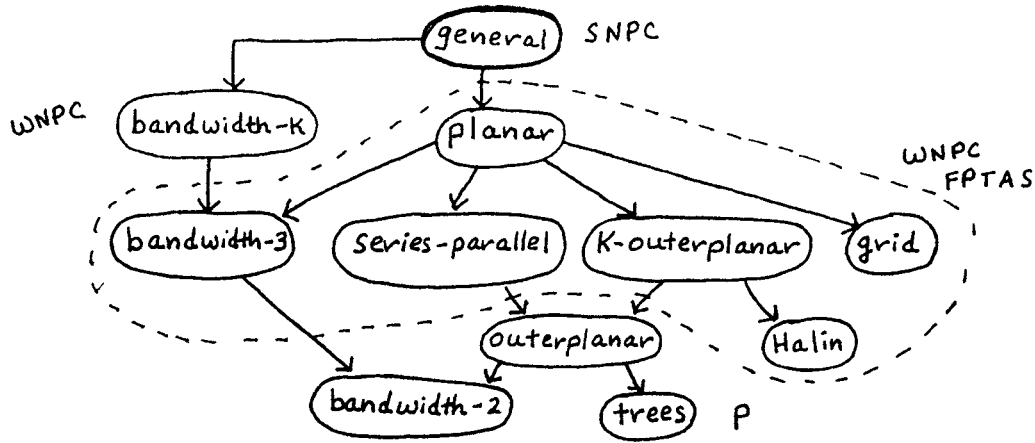 general SNPC
WNPC bandwidth-K planar
WNPC
FPTAS
bandwidth-3 series-parallel K-outerplanar grid
outerplanar Halin
bandwidth-2 trees P